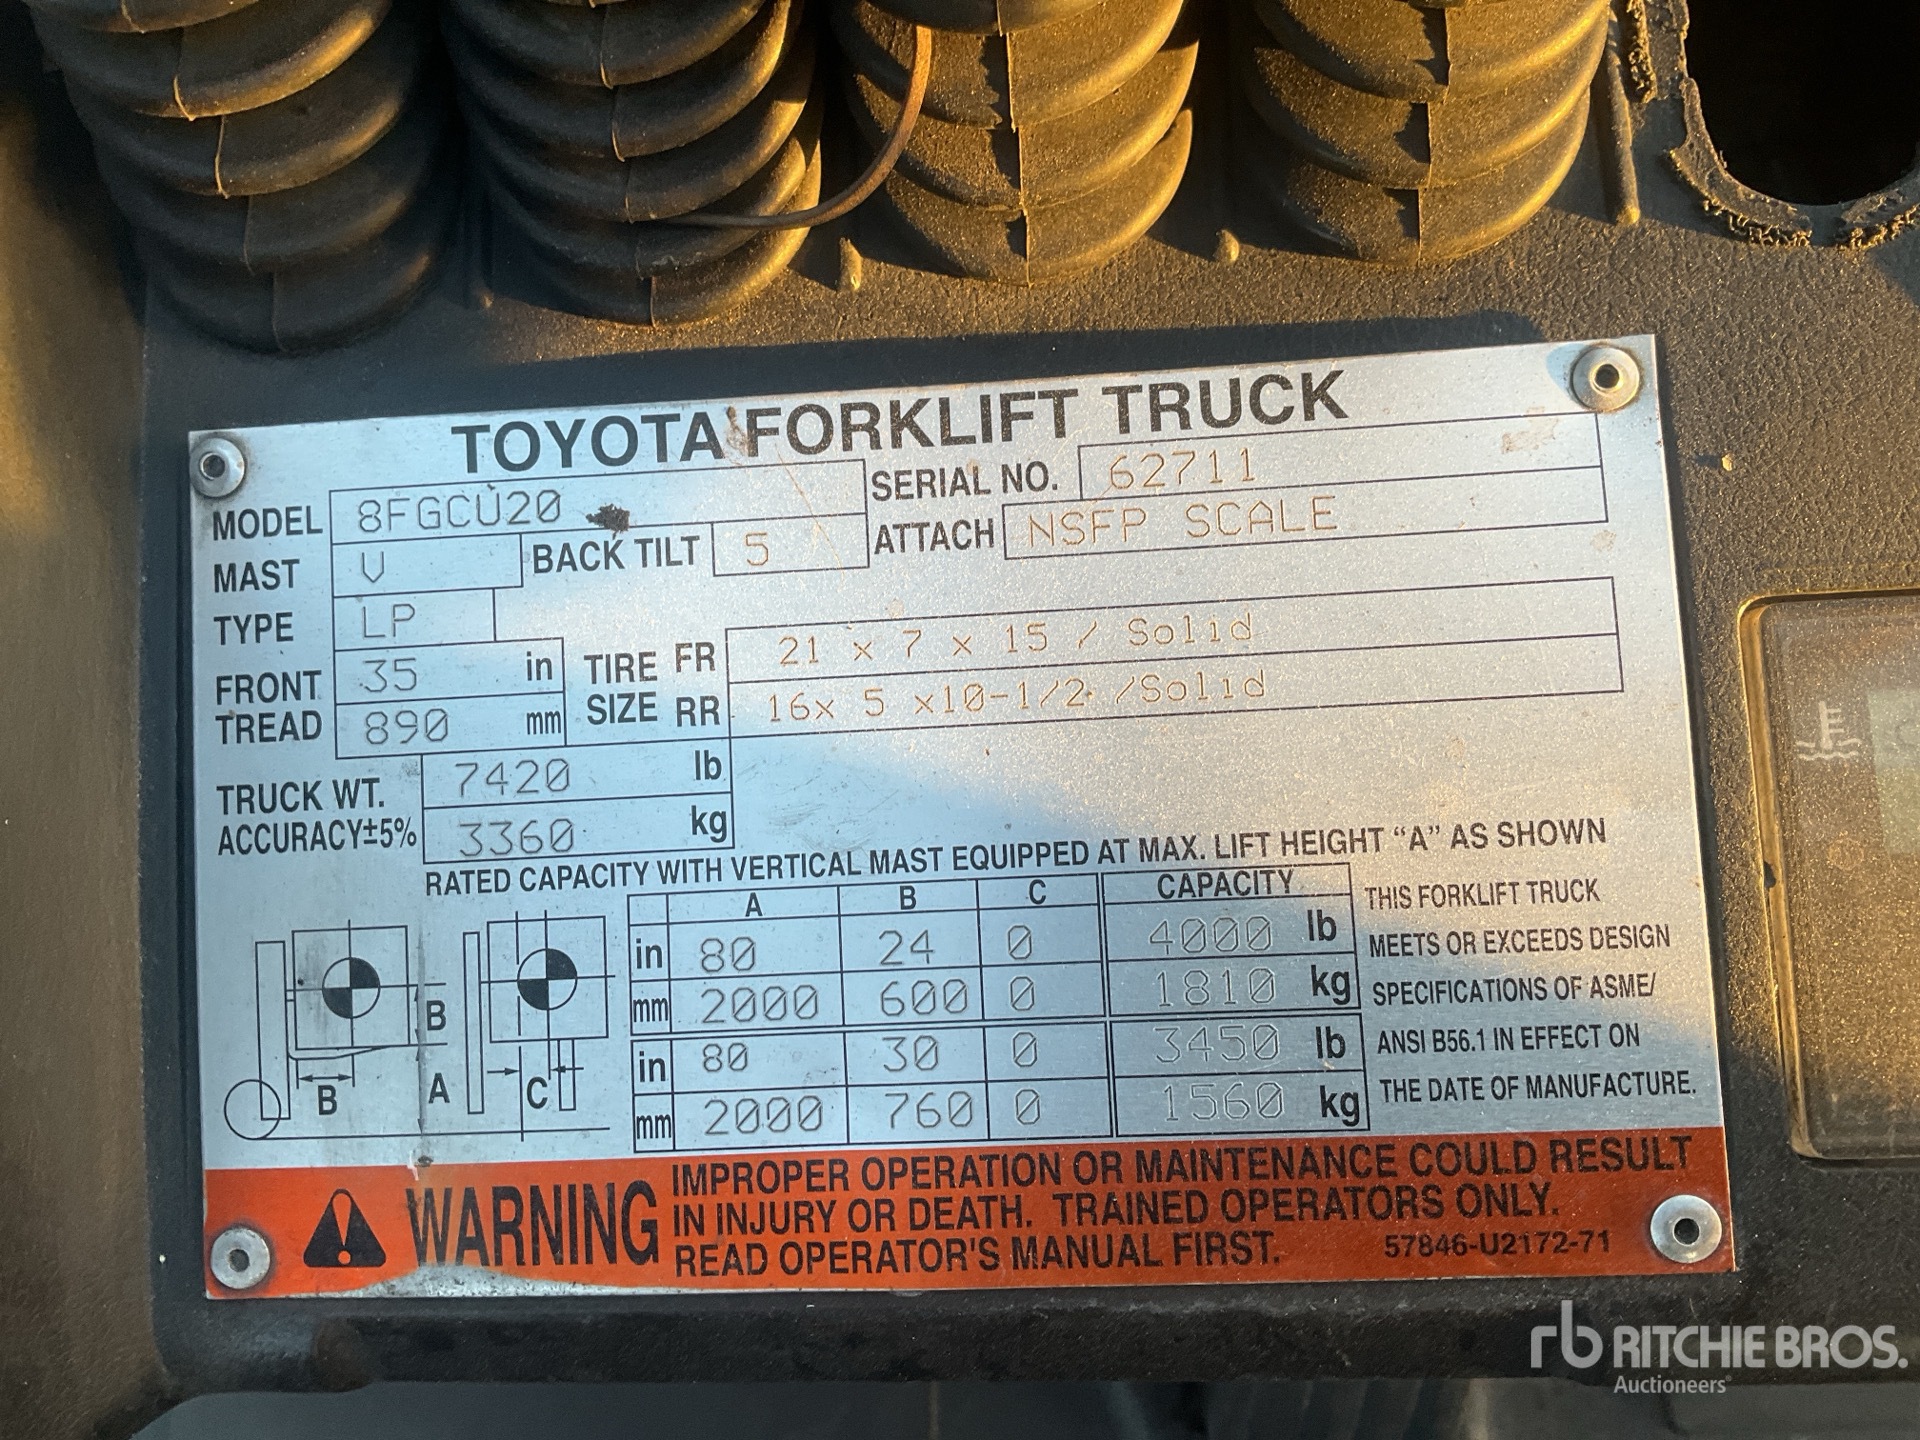 TOYOTA FORKLIFT TRUCK
MODEL 8FGCU20 SERIAL NO. 62711
MAST V BACK TILT 5 ATTACH NSFP SCALE
TYPE LP
FRONT TREAD 35 in 890 mm
TIRE SIZE FR 21 x 7 x 15 / Solid
RR 16x 5 x10-1/2 /Solid
TRUCK WT. 7420 lb
ACCURACY±5% 3360 kg
RATED CAPACITY WITH VERTICAL MAST EQUIPPED AT MAX. LIFT HEIGHT "A" AS SHOWN
A B C CAPACITY
in 80 24 0 4000 lb
mm 2000 600 0 1810 kg
in 80 30 0 3450 lb
mm 2000 760 0 1560 kg
B
B A C
THIS FORKLIFT TRUCK
MEETS OR EXCEEDS DESIGN
SPECIFICATIONS OF ASME/
ANSI B56.1 IN EFFECT ON
THE DATE OF MANUFACTURE.
WARNING
IMPROPER OPERATION OR MAINTENANCE COULD RESULT
IN INJURY OR DEATH. TRAINED OPERATORS ONLY.
READ OPERATOR'S MANUAL FIRST. 57846-U2172-71
rb RITCHIE BROS.
Auctioneers